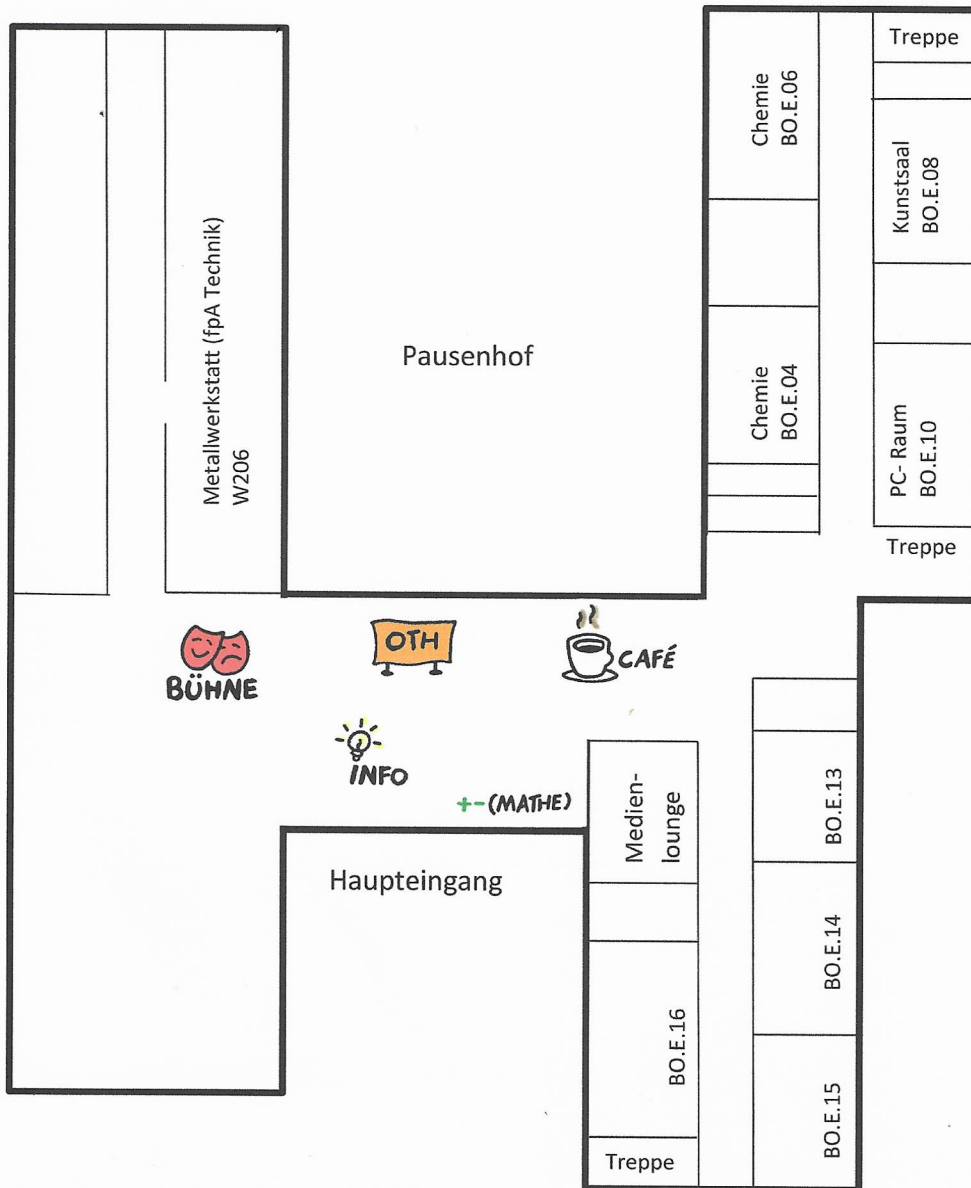 Treppe
Chemie
BO.E.06
Kunstsaal
BO.E.08
Metallwerkstatt (fpA Technik)
W206
Pausenhof
Chemie
BO.E.04
PC- Raum
BO.E.10
Treppe
BÜHNE
OTH
CAFÉ
INFO
+-(MATHE)
Medien-
lounge
BO.E.13
Haupteingang
BO.E.14
BO.E.16
BO.E.15
Treppe